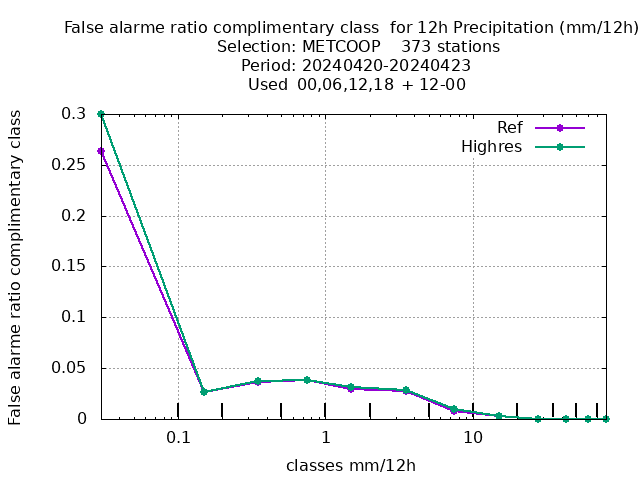 False alarme ratio complimentary class  for 12h Precipitation (mm/12h)
Selection: METCOOP    373 stations
Period: 20240420-20240423
Used  00,06,12,18 + 12-00
Ref
Highres
False alarme ratio complimentary class
0.3
0.25
0.2
0.15
0.1
0.05
0
0.1
1
10
classes mm/12h